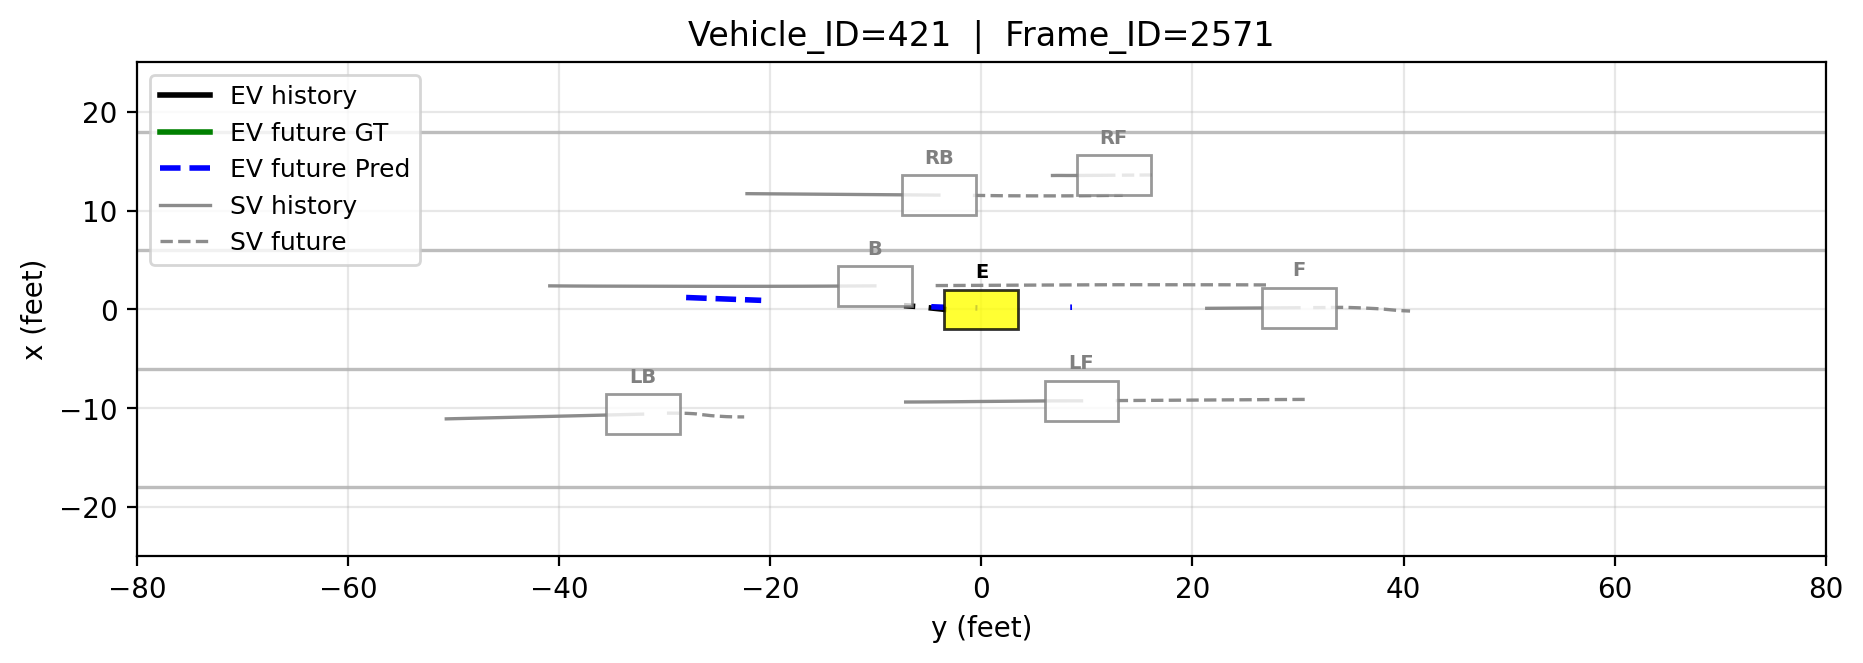 Vehicle_ID=421 | Frame_ID=2571
EV history
EV future GT
EV future Pred
SV history
SV future
RF
RB
B
E
F
LF
LB
20
10
0
−10
−20
x (feet)
−80 −60 −40 −20 0 20 40 60 80
y (feet)